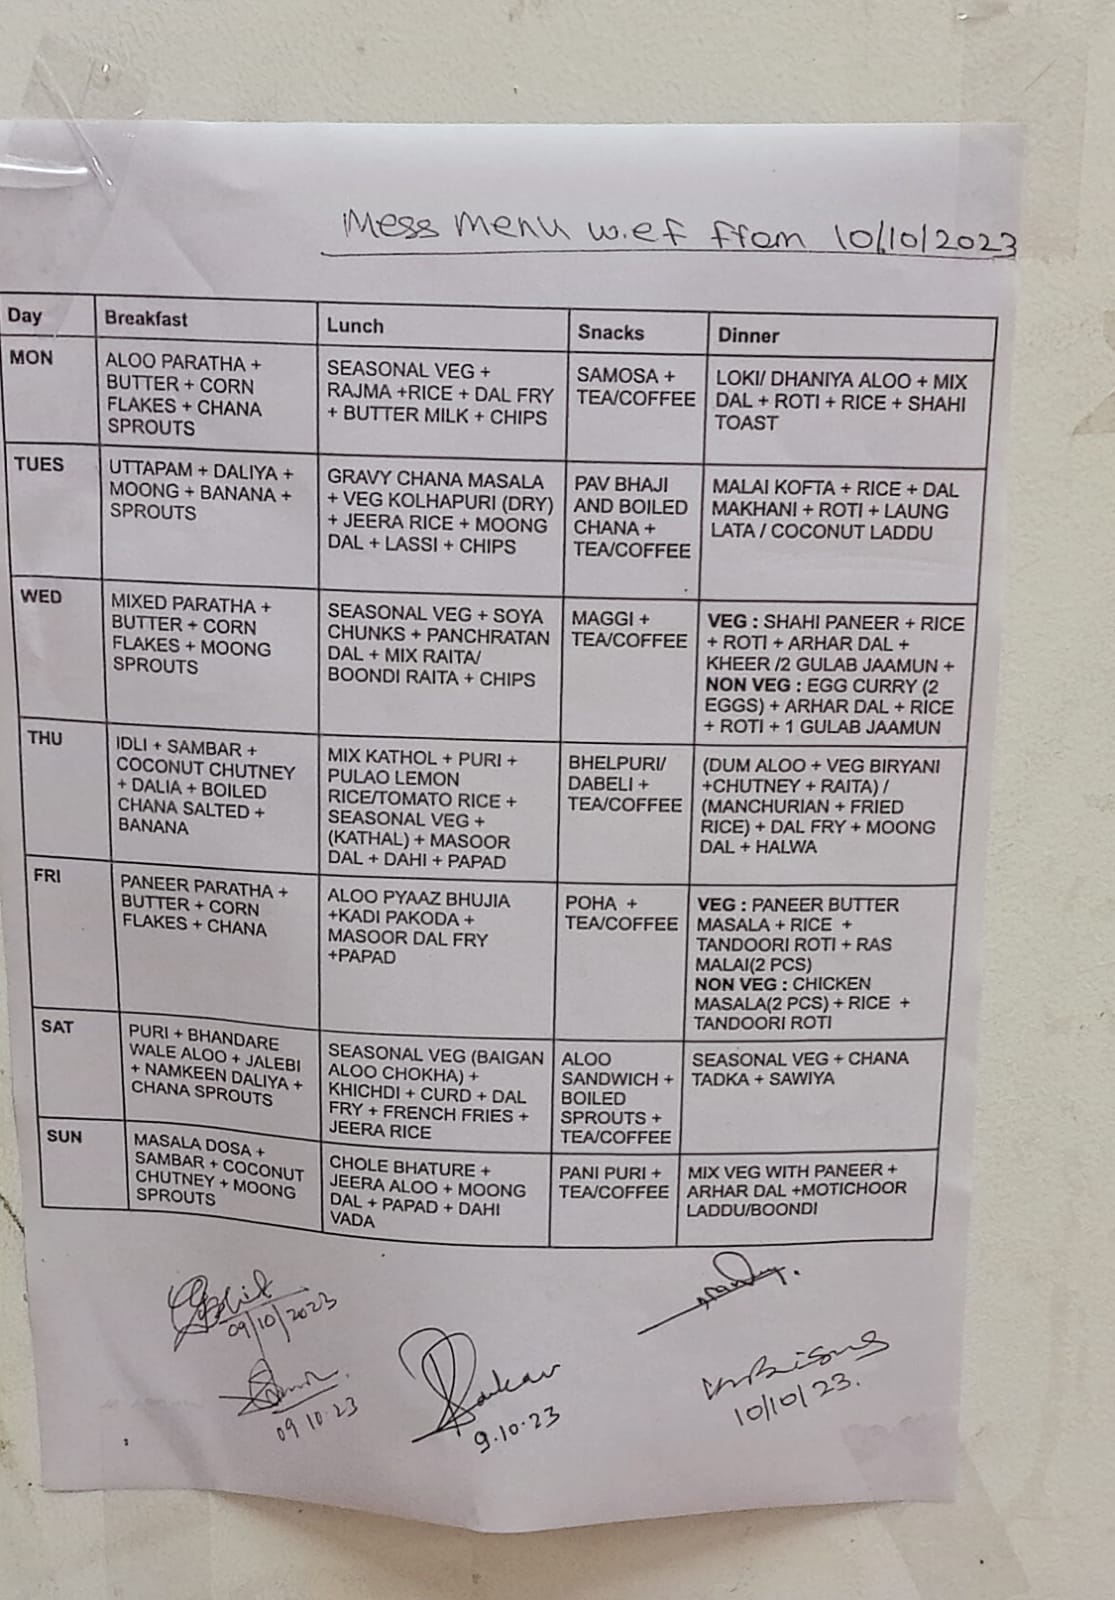 Mess menu w.ef from 10/10/2023
Day Breakfast Lunch Snacks Dinner
MON
ALOO PARATHA +
BUTTER + CORN
FLAKES + CHANA
SPROUTS
SEASONAL VEG +
RAJMA +RICE + DAL FRY
+ BUTTER MILK + CHIPS
SAMOSA +
TEA/COFFEE
LOKI/ DHANIYA ALOO + MIX
DAL + ROTI + RICE + SHAHI
TOAST
TUES
UTTAPAM + DALIYA +
MOONG + BANANA +
SPROUTS
GRAVY CHANA MASALA
+ VEG KOLHAPURI (DRY)
+ JEERA RICE + MOONG
DAL + LASSI + CHIPS
PAV BHAJI
AND BOILED
CHANA +
TEA/COFFEE
MALAI KOFTA + RICE + DAL
MAKHANI + ROTI + LAUNG
LATA / COCONUT LADDU
WED
MIXED PARATHA +
BUTTER + CORN
FLAKES + MOONG
SPROUTS
SEASONAL VEG + SOYA
CHUNKS + PANCHRATAN
DAL + MIX RAITA/
BOONDI RAITA + CHIPS
MAGGI +
TEA/COFFEE
VEG : SHAHI PANEER + RICE
+ ROTI + ARHAR DAL +
KHEER /2 GULAB JAAMUN +
NON VEG : EGG CURRY (2
EGGS) + ARHAR DAL + RICE
+ ROTI + 1 GULAB JAAMUN
THU
IDLI + SAMBAR +
COCONUT CHUTNEY
+ DALIA + BOILED
CHANA SALTED +
BANANA
MIX KATHOL + PURI +
PULAO LEMON
RICE/TOMATO RICE +
SEASONAL VEG +
(KATHAL) + MASOOR
DAL + DAHI + PAPAD
BHELPURI/
DABELI +
TEA/COFFEE
(DUM ALOO + VEG BIRYANI
+CHUTNEY + RAITA) /
(MANCHURIAN + FRIED
RICE) + DAL FRY + MOONG
DAL + HALWA
FRI
PANEER PARATHA +
BUTTER + CORN
FLAKES + CHANA
ALOO PYAAZ BHUJIA
+KADI PAKODA +
MASOOR DAL FRY
+PAPAD
POHA +
TEA/COFFEE
VEG : PANEER BUTTER
MASALA + RICE +
TANDOORI ROTI + RAS
MALAI(2 PCS)
NON VEG : CHICKEN
MASALA(2 PCS) + RICE +
TANDOORI ROTI
SAT
PURI + BHANDARE
WALE ALOO + JALEBI
+ NAMKEEN DALIYA +
CHANA SPROUTS
SEASONAL VEG (BAIGAN
ALOO CHOKHA) +
KHICHDI + CURD + DAL
FRY + FRENCH FRIES +
JEERA RICE
ALOO
SANDWICH +
BOILED
SPROUTS +
TEA/COFFEE
SEASONAL VEG + CHANA
TADKA + SAWIYA
SUN
MASALA DOSA +
SAMBAR + COCONUT
CHUTNEY + MOONG
SPROUTS
CHOLE BHATURE +
JEERA ALOO + MOONG
DAL + PAPAD + DAHI
VADA
PANI PURI +
TEA/COFFEE
MIX VEG WITH PANEER +
ARHAR DAL +MOTICHOOR
LADDU/BOONDI
09/10/2023
09.10.23
9.10.23
10/10/23.